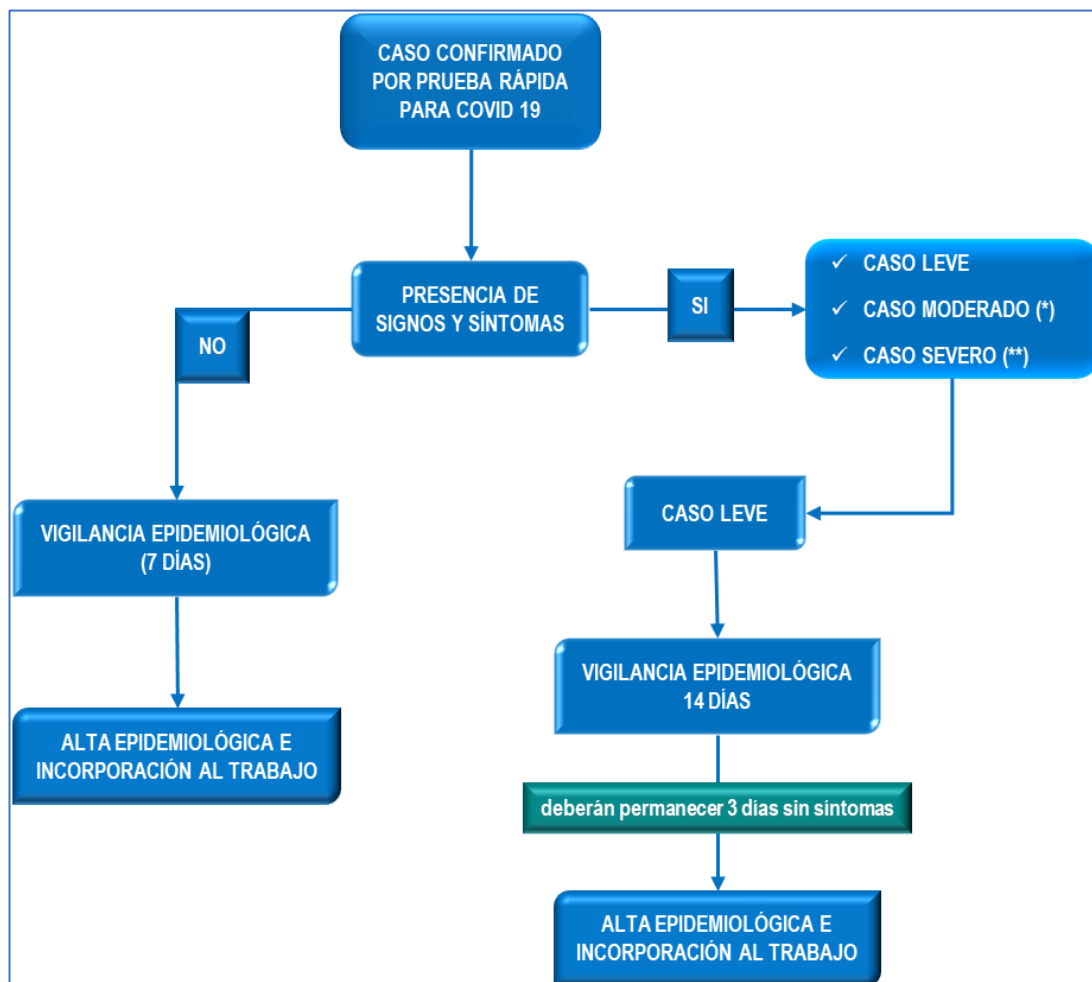 CASO CONFIRMADO
POR PRUEBA RÁPIDA
PARA COVID 19
PRESENCIA DE
SIGNOS Y SÍNTOMAS
SI
✓ CASO LEVE
✓ CASO MODERADO (*)
✓ CASO SEVERO (**)
NO
VIGILANCIA EPIDEMIOLÓGICA
(7 DÍAS)
ALTA EPIDEMIOLÓGICA E
INCORPORACIÓN AL TRABAJO
CASO LEVE
VIGILANCIA EPIDEMIOLÓGICA
14 DÍAS
deberán permanecer 3 días sin síntomas
ALTA EPIDEMIOLÓGICA E
INCORPORACIÓN AL TRABAJO